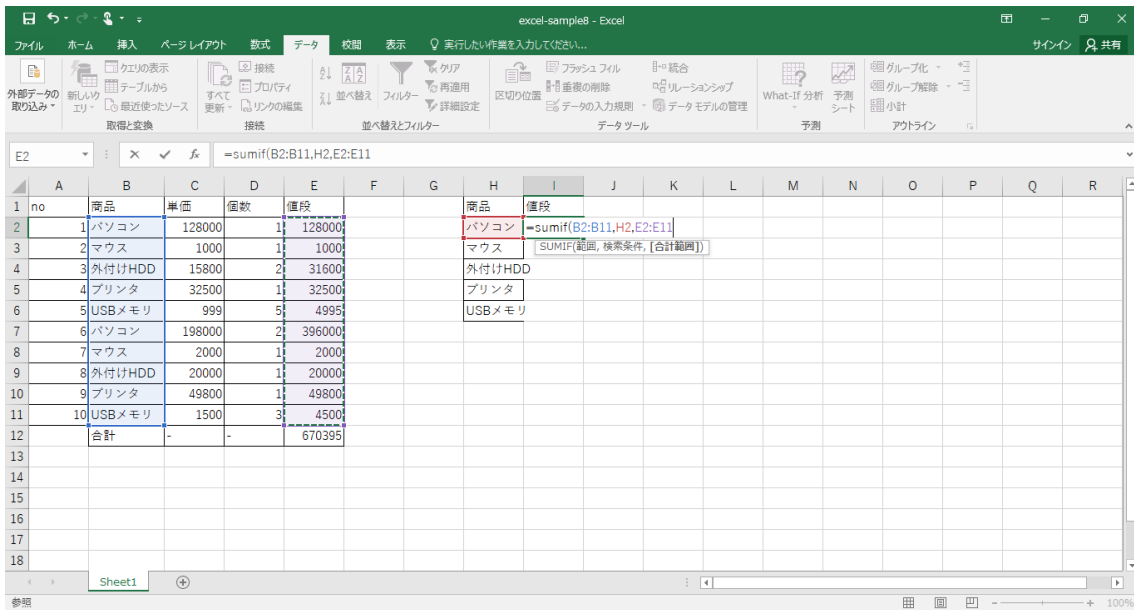 excel-sample8 - Excel
ファイル ホーム 挿入 ページ レイアウト 数式 データ 校閲 表示 実行したい作業を入力してください... サインイン 共有
外部データの取り込み
新しいクエリ
クエリの表示
テーブルから
最近使ったソース
取得と変換
すべて更新
接続
プロパティ
リンクの編集
接続
並べ替え
フィルター
クリア
再適用
詳細設定
並べ替えとフィルター
区切り位置
フラッシュ フィル
重複の削除
データの入力規則
統合
リレーションシップ
データ モデルの管理
データ ツール
What-If 分析
予測シート
予測
グループ化
グループ解除
小計
アウトライン
E2 fx =sumif(B2:B11,H2,E2:E11
A B C D E F G H I J K L M N O P Q R
1 no 商品 単価 個数 値段 商品 値段
2 1 パソコン 128000 1 128000 パソコン =sumif(B2:B11,H2,E2:E11
3 2 マウス 1000 1 1000 マウス SUMIF(範囲, 検索条件, [合計範囲])
4 3 外付けHDD 15800 2 31600 外付けHDD
5 4 プリンタ 32500 1 32500 プリンタ
6 5 USBメモリ 999 5 4995 USBメモリ
7 6 パソコン 198000 2 396000
8 7 マウス 2000 1 2000
9 8 外付けHDD 20000 1 20000
10 9 プリンタ 49800 1 49800
11 10 USBメモリ 1500 3 4500
12 合計 - - 670395
13
14
15
16
17
18
Sheet1
参照 100%